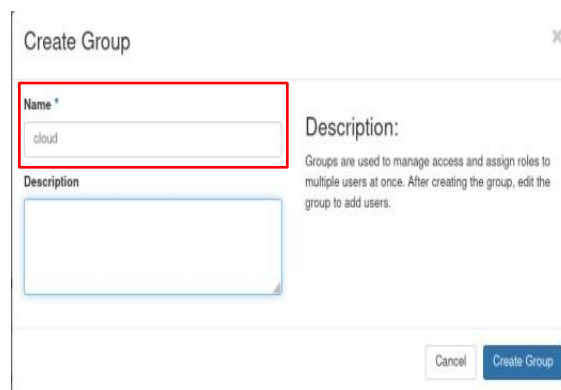 Create Group
×
Name *
cloud
Description
Description:
Groups are used to manage access and assign roles to
multiple users at once. After creating the group, edit the
group to add users.
Cancel
Create Group